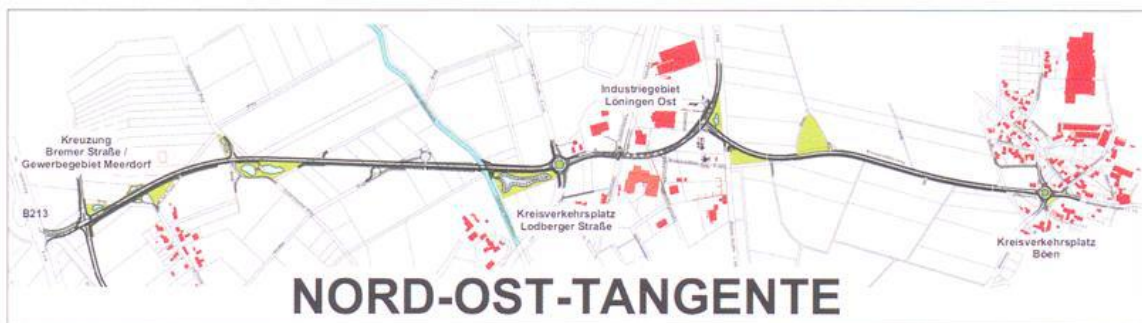 Industriegebiet
Löningen Ost
Kreuzung
Bremer Straße /
Gewerbegebiet Meerdorf
B213
Kreisverkehrsplatz
Lodberger Straße
Kreisverkehrsplatz
Böen
NORD-OST-TANGENTE